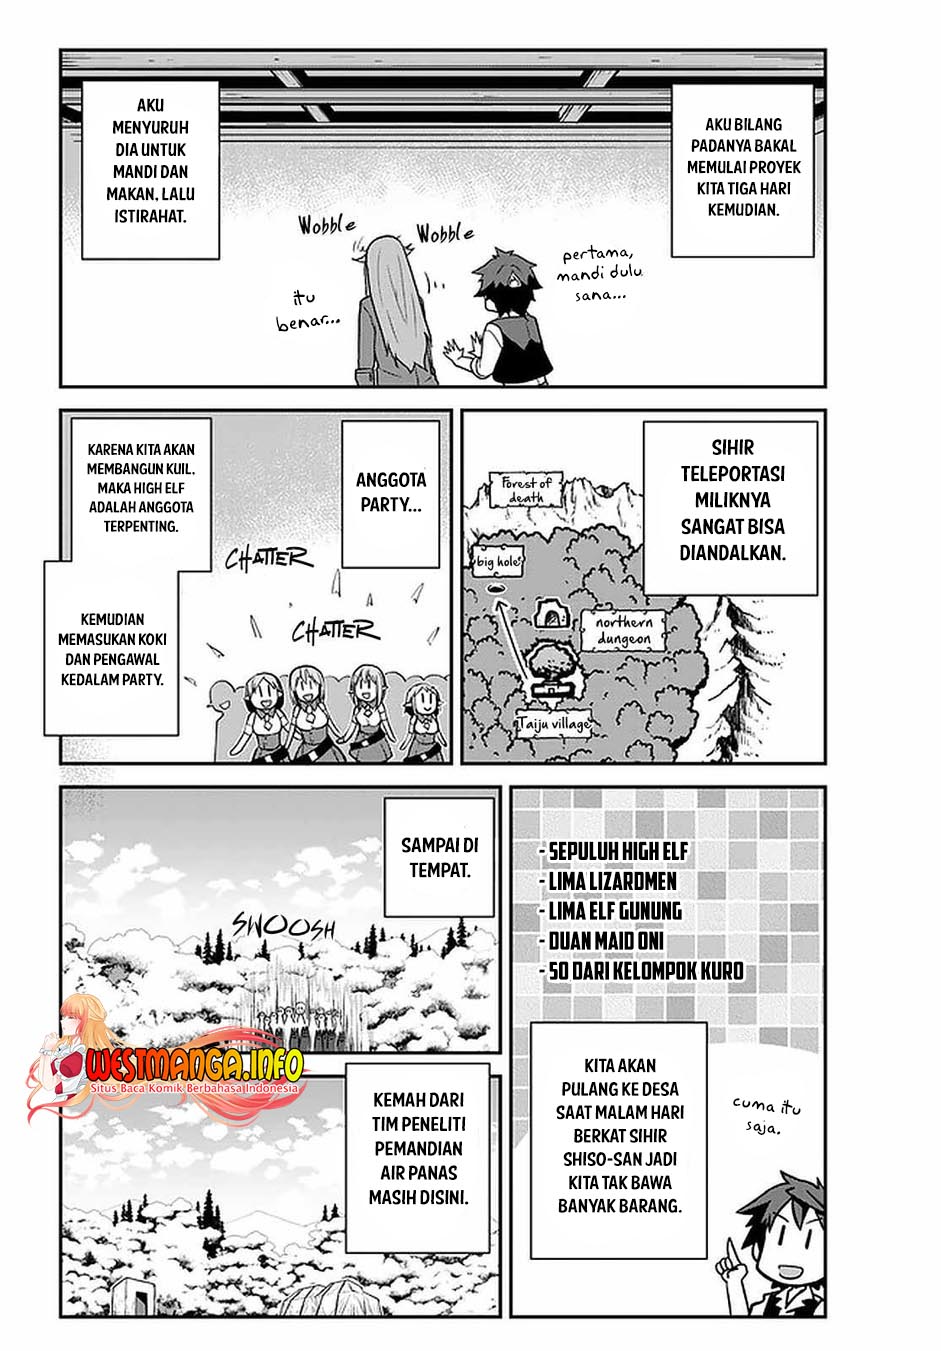 AKU BILANG
PADANYA BAKAL
MEMULAI PROYEK
KITA TIGA HARI
KEMUDIAN.
AKU
MENYURUH
DIA UNTUK
MANDI DAN
MAKAN, LALU
ISTIRAHAT.
pertama,
mandi dulu
sana...
Wobble
Wobble
itu
benar...
SIHIR
TELEPORTASI
MILIKNYA
SANGAT BISA
DIANDALKAN.
Forest of
death
big hole
northern
dungeon
Taiju village
ANGGOTA
PARTY...
KARENA KITA AKAN
MEMBANGUN KUIL,
MAKA HIGH ELF
ADALAH ANGGOTA
TERPENTING.
CHATTER
CHATTER
KEMUDIAN
MEMASUKAN KOKI
DAN PENGAWAL
KEDALAM PARTY.
- SEPULUH HIGH ELF
- LIMA LIZARDMEN
- LIMA ELF GUNUNG
- DUAN MAID ONI
- 50 DARI KELOMPOK KURO
KITA AKAN
PULANG KE DESA
SAAT MALAM HARI
BERKAT SIHIR
SHISO-SAN JADI
KITA TAK BAWA
BANYAK BARANG.
cuma itu
saja.
SAMPAI DI
TEMPAT.
SWOOSH
WESTMANGA.INFO
Situs Baca Komik Berbahasa Indonesia
KEMAH DARI
TIM PENELITI
PEMANDIAN
AIR PANAS
MASIH DISINI.